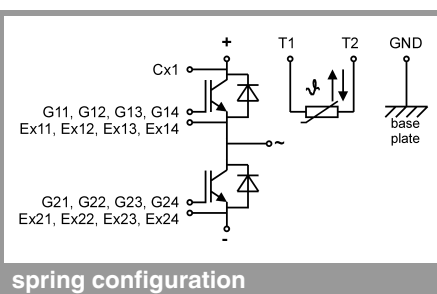 +
T1
T2
GND
Cx1
G11, G12, G13, G14
Ex11, Ex12, Ex13, Ex14
ϑ
base
plate
~
G21, G22, G23, G24
Ex21, Ex22, Ex23, Ex24
-
spring configuration